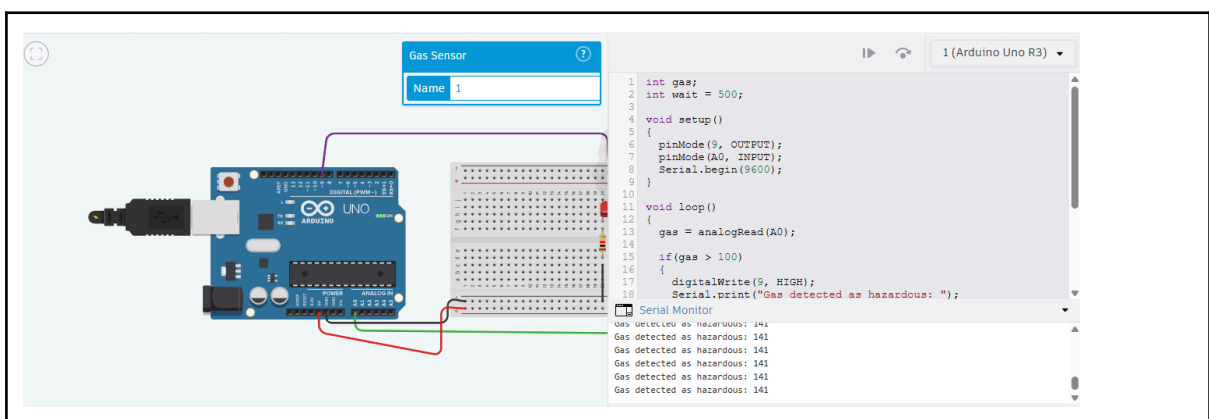 Gas Sensor
?
Name 1
1 (Arduino Uno R3)
1 int gas;
2 int wait = 500;
3
4 void setup()
5 {
6 pinMode(9, OUTPUT);
7 pinMode(A0, INPUT);
8 Serial.begin(9600);
9 }
10
11 void loop()
12 {
13 gas = analogRead(A0);
14
15 if(gas > 100)
16 {
17 digitalWrite(9, HIGH);
18 Serial.print("Gas detected as hazardous: ");
DIGITAL (PWM~)
UNO
ARDUINO
ON
POWER
ANALOG IN
Serial Monitor
Gas detected as hazardous: 141
Gas detected as hazardous: 141
Gas detected as hazardous: 141
Gas detected as hazardous: 141
Gas detected as hazardous: 141
Gas detected as hazardous: 141